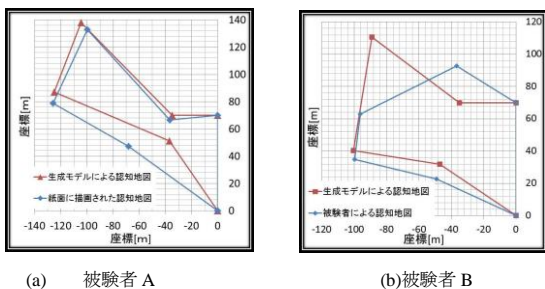 140
120
100
80
60
40
20
0
座標[m]
生成モデルによる認知地図
紙面に描画された認知地図
-140 -120 -100 -80 -60 -40 -20 0
座標[m]
120
100
80
60
40
20
0
座標[m]
生成モデルによる認知地図
被験者による認知地図
-120 -100 -80 -60 -40 -20 0
座標[m]
(a) 被験者 A
(b)被験者 B